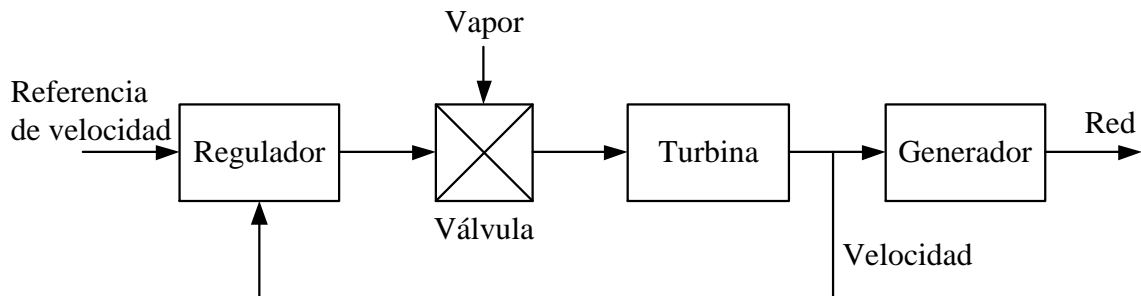 Vapor
Referencia
de velocidad
Regulador
Válvula
Turbina
Generador
Red
Velocidad